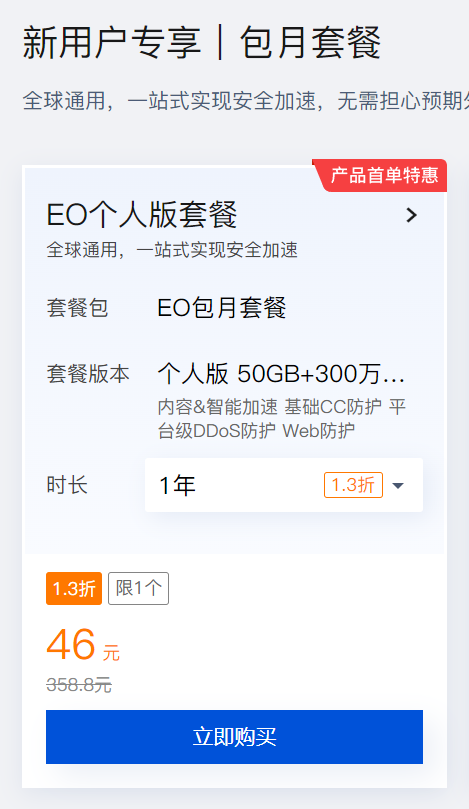 新用户专享｜包月套餐
全球通用，一站式实现安全加速，无需担心预期
产品首单特惠
EO个人版套餐
全球通用，一站式实现安全加速
套餐包 EO包月套餐
套餐版本 个人版 50GB+300万...
内容&智能加速 基础CC防护 平
台级DDoS防护 Web防护
时长 1年 1.3折
1.3折 限1个
46 元
358.8元
立即购买